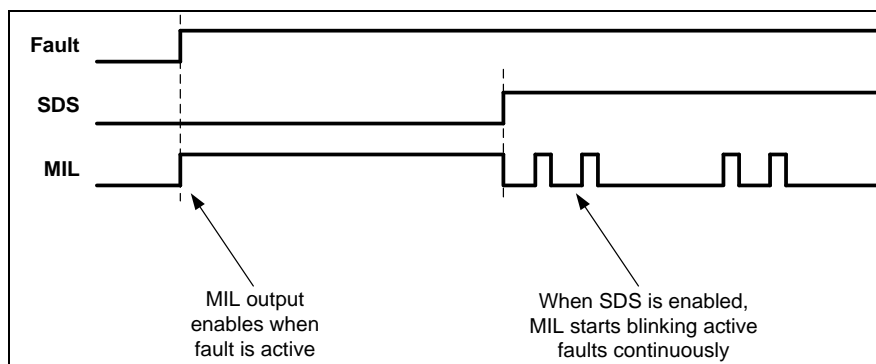 Fault
SDS
MIL
MIL output
enables when
fault is active
When SDS is enabled,
MIL starts blinking active
faults continuously